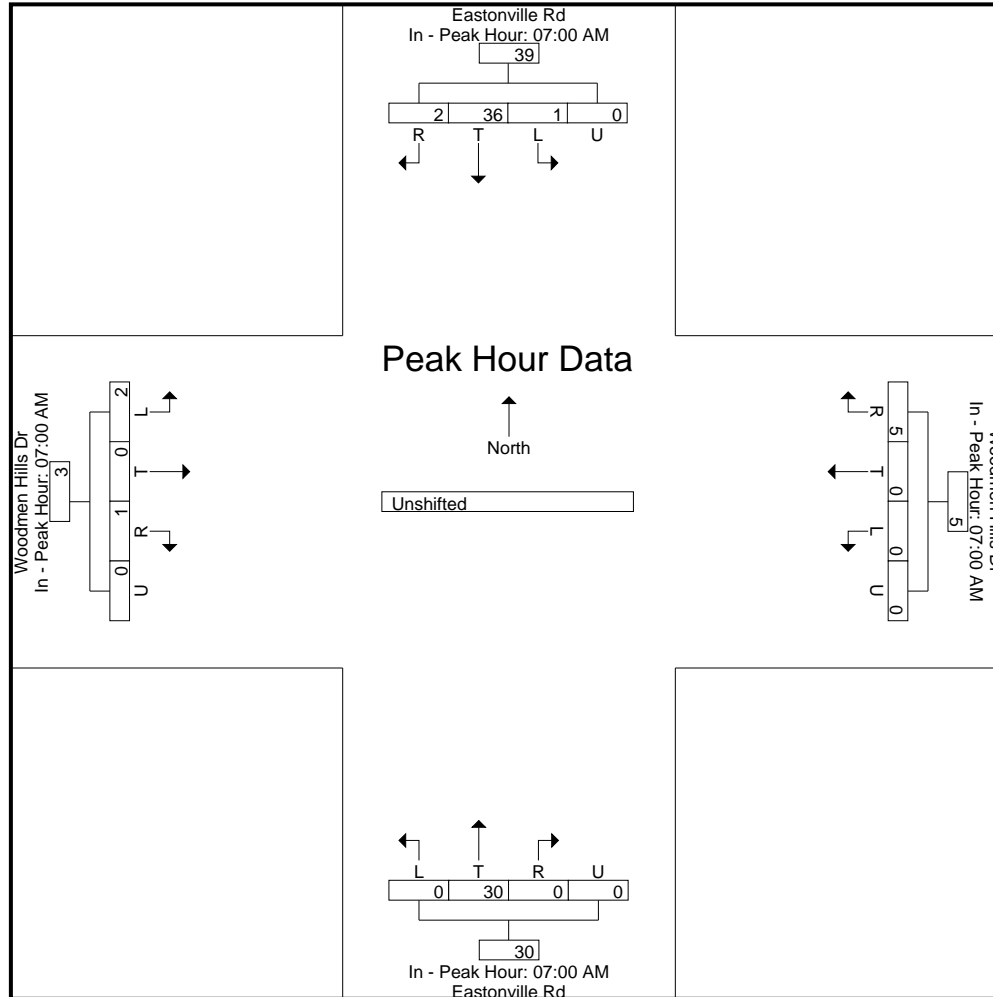 Eastonville Rd
In - Peak Hour: 07:00 AM
39
2 36 1 0
R T L U
Peak Hour Data
North
Unshifted
Woodmen Hills Dr
In - Peak Hour: 07:00 AM
3
2 0 1 0
L T R U
In - Peak Hour: 07:00 AM
5
5 0 0 0
R T L U
L T R U
0 30 0 0
30
In - Peak Hour: 07:00 AM
Eastonville Rd